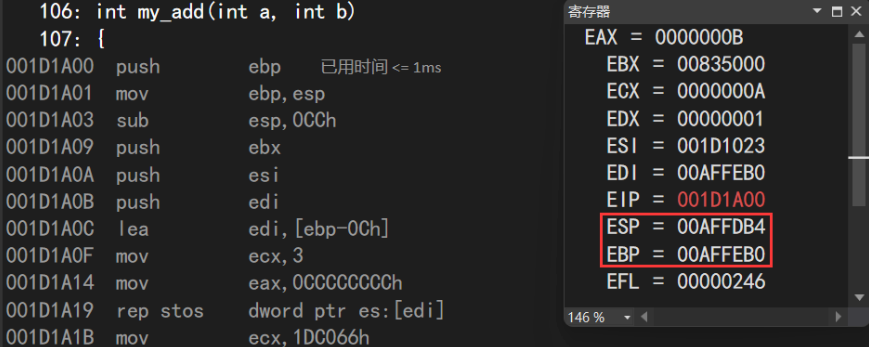 106: int my_add(int a, int b)
107: {
001D1A00 push ebp 已用时间 <= 1ms
001D1A01 mov ebp,esp
001D1A03 sub esp,0CCh
001D1A09 push ebx
001D1A0A push esi
001D1A0B push edi
001D1A0C lea edi,[ebp-0Ch]
001D1A0F mov ecx,3
001D1A14 mov eax,0CCCCCCCCh
001D1A19 rep stos dword ptr es:[edi]
001D1A1B mov ecx,1DC066h
寄存器
EAX = 0000000B
EBX = 00835000
ECX = 0000000A
EDX = 00000001
ESI = 001D1023
EDI = 00AFFEB0
EIP = 001D1A00
ESP = 00AFFDB4
EBP = 00AFFEB0
EFL = 00000246
146 %